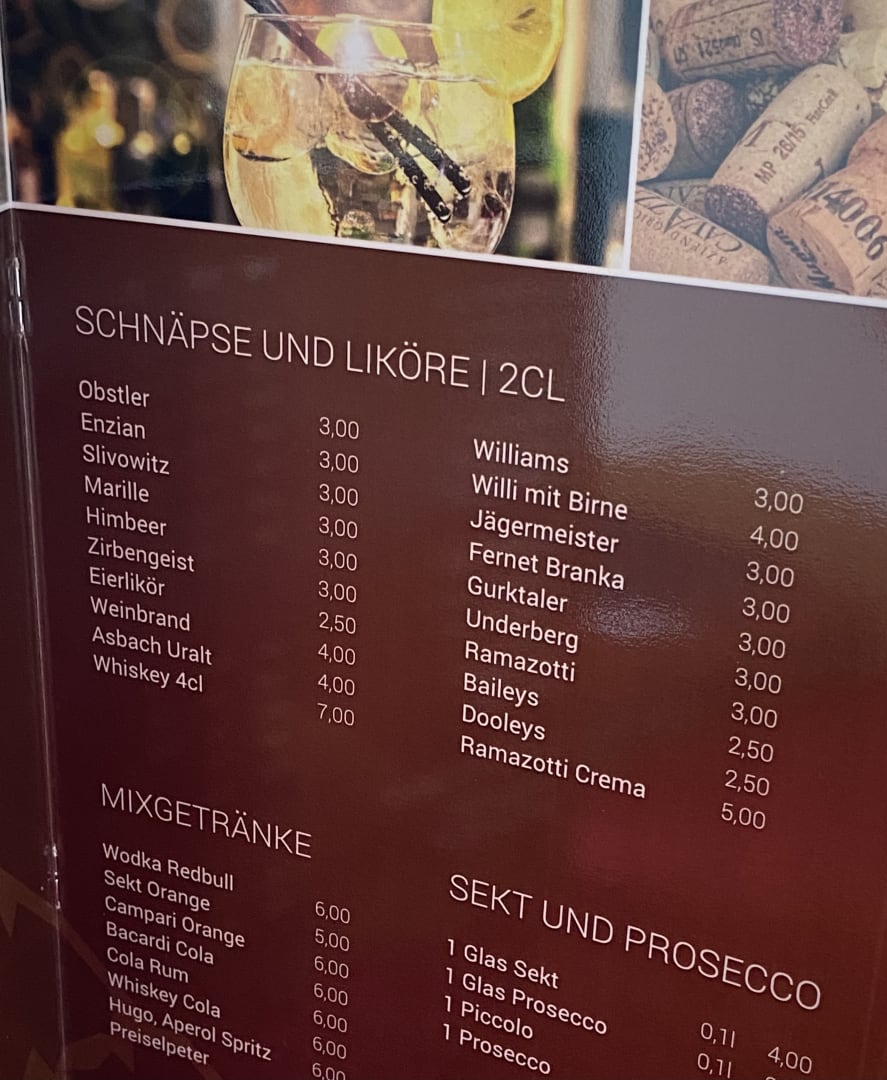 MP 26/15
14006
SCHNÄPSE UND LIKÖRE | 2CL
Obstler 3,00
Enzian 3,00
Slivowitz 3,00
Marille 3,00
Himbeer 3,00
Zirbengeist 3,00
Eierlikör 2,50
Weinbrand 4,00
Asbach Uralt 4,00
Whiskey 4cl 7,00
Williams 3,00
Willi mit Birne 4,00
Jägermeister 3,00
Fernet Branka 3,00
Gurktaler 3,00
Underberg 3,00
Ramazotti 3,00
Baileys 2,50
Dooleys 2,50
Ramazotti Crema 5,00
MIXGETRÄNKE
Wodka Redbull 6,00
Sekt Orange 5,00
Campari Orange 6,00
Bacardi Cola 6,00
Cola Rum 6,00
Whiskey Cola 6,00
Hugo, Aperol Spritz 6,00
Preiselpeter
SEKT UND PROSECCO
1 Glas Sekt 0,1l 4,00
1 Glas Prosecco 0,1l
1 Piccolo
1 Prosecco